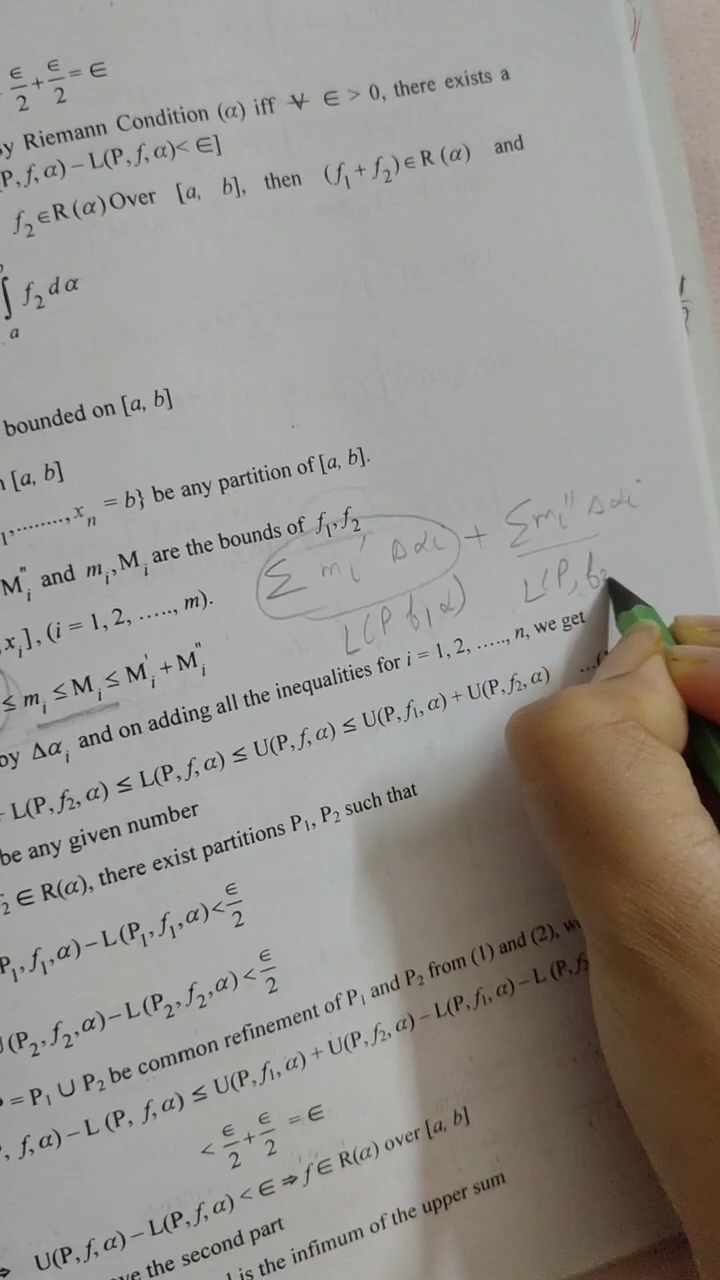 ∈/2 + ∈/2 = ∈
Riemann Condition (α) iff ∀ ∈ > 0, there exists a
P, f, α) – L(P, f, α) < ∈]
f₂∈R(α) Over [a, b], then (f₁ + f₂)∈R(α) and
∫ₐ f₂ dα
bounded on [a, b]
[a, b]
........, xₙ = b} be any partition of [a, b].
M"ᵢ and mᵢ, Mᵢ are the bounds of f₁, f₂
∑ mᵢ' Δαᵢ + ∑mᵢ'' Δαᵢ
L(P f₁ α) L(P, f₂
xᵢ], (i = 1, 2, ....., m).
≤ mᵢ ≤ Mᵢ ≤ M'ᵢ + M"ᵢ
by Δαᵢ and on adding all the inequalities for i = 1, 2, ....., n, we get
L(P, f₂, α) ≤ L(P, f, α) ≤ U(P, f, α) ≤ U(P, f₁, α) + U(P, f₂, α) ...(
be any given number
₂ ∈ R(α), there exist partitions P₁, P₂ such that
P₁, f₁, α) – L(P₁, f₁, α) < ∈/2
(P₂, f₂, α) – L(P₂, f₂, α) < ∈/2
= P₁ ∪ P₂ be common refinement of P₁ and P₂ from (1) and (2),
, f, α) – L (P, f, α) ≤ U(P, f₁, α) + U(P, f₂, α) – L(P, f₁, α) – L (P, f₂
< ∈/2 + ∈/2 = ∈
U(P, f, α) – L(P, f, α) < ∈ ⇒ f ∈ R(α) over [a, b]
the second part
is the infimum of the upper sum